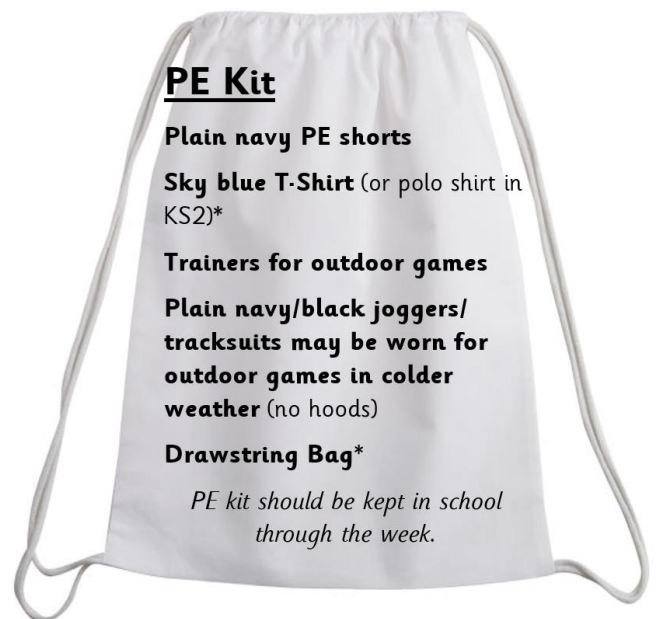 PE Kit
Plain navy PE shorts
Sky blue T-Shirt (or polo shirt in
KS2)*
Trainers for outdoor games
Plain navy/black joggers/
tracksuits may be worn for
outdoor games in colder
weather (no hoods)
Drawstring Bag*
PE kit should be kept in school
through the week.